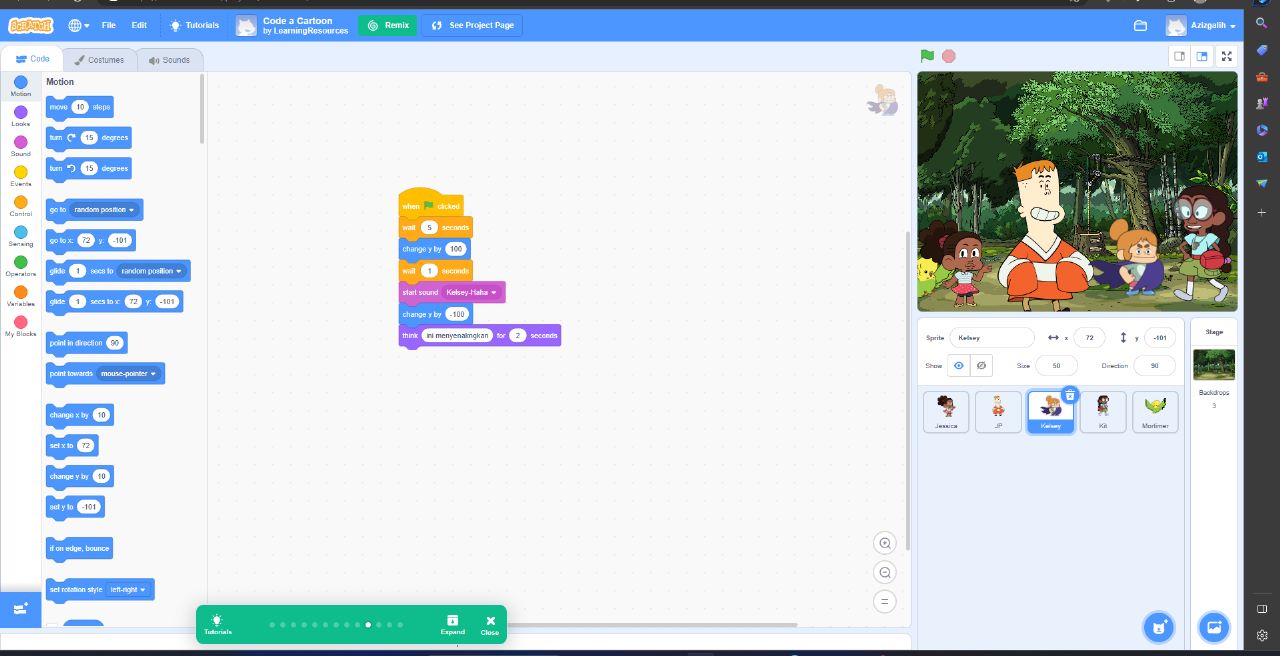 SCRATCH
File
Edit
Tutorials
Code a Cartoon
by LearningResources
Remix
See Project Page
Azizgalih
Code
Costumes
Sounds
Motion
Looks
Sound
Events
Control
Sensing
Operators
Variables
My Blocks
Motion
move 10 steps
turn 15 degrees
turn 15 degrees
go to random position
go to x: 72 y: -101
glide 1 secs to random position
glide 1 secs to x: 72 y: -101
point in direction 90
point towards mouse-pointer
change x by 10
set x to 72
change y by 10
set y to -101
if on edge, bounce
set rotation style left-right
when clicked
wait 5 seconds
change y by 100
wait 1 seconds
start sound Kelsey-Haha
change y by -100
think ini menyenakngkan for 2 seconds
Tutorials
Expand
Close
Sprite Kelsey x 72 y -101
Show Size 50 Direction 90
Jessica
JP
Kelsey
Kit
Mortimer
Stage
Backdrops
3